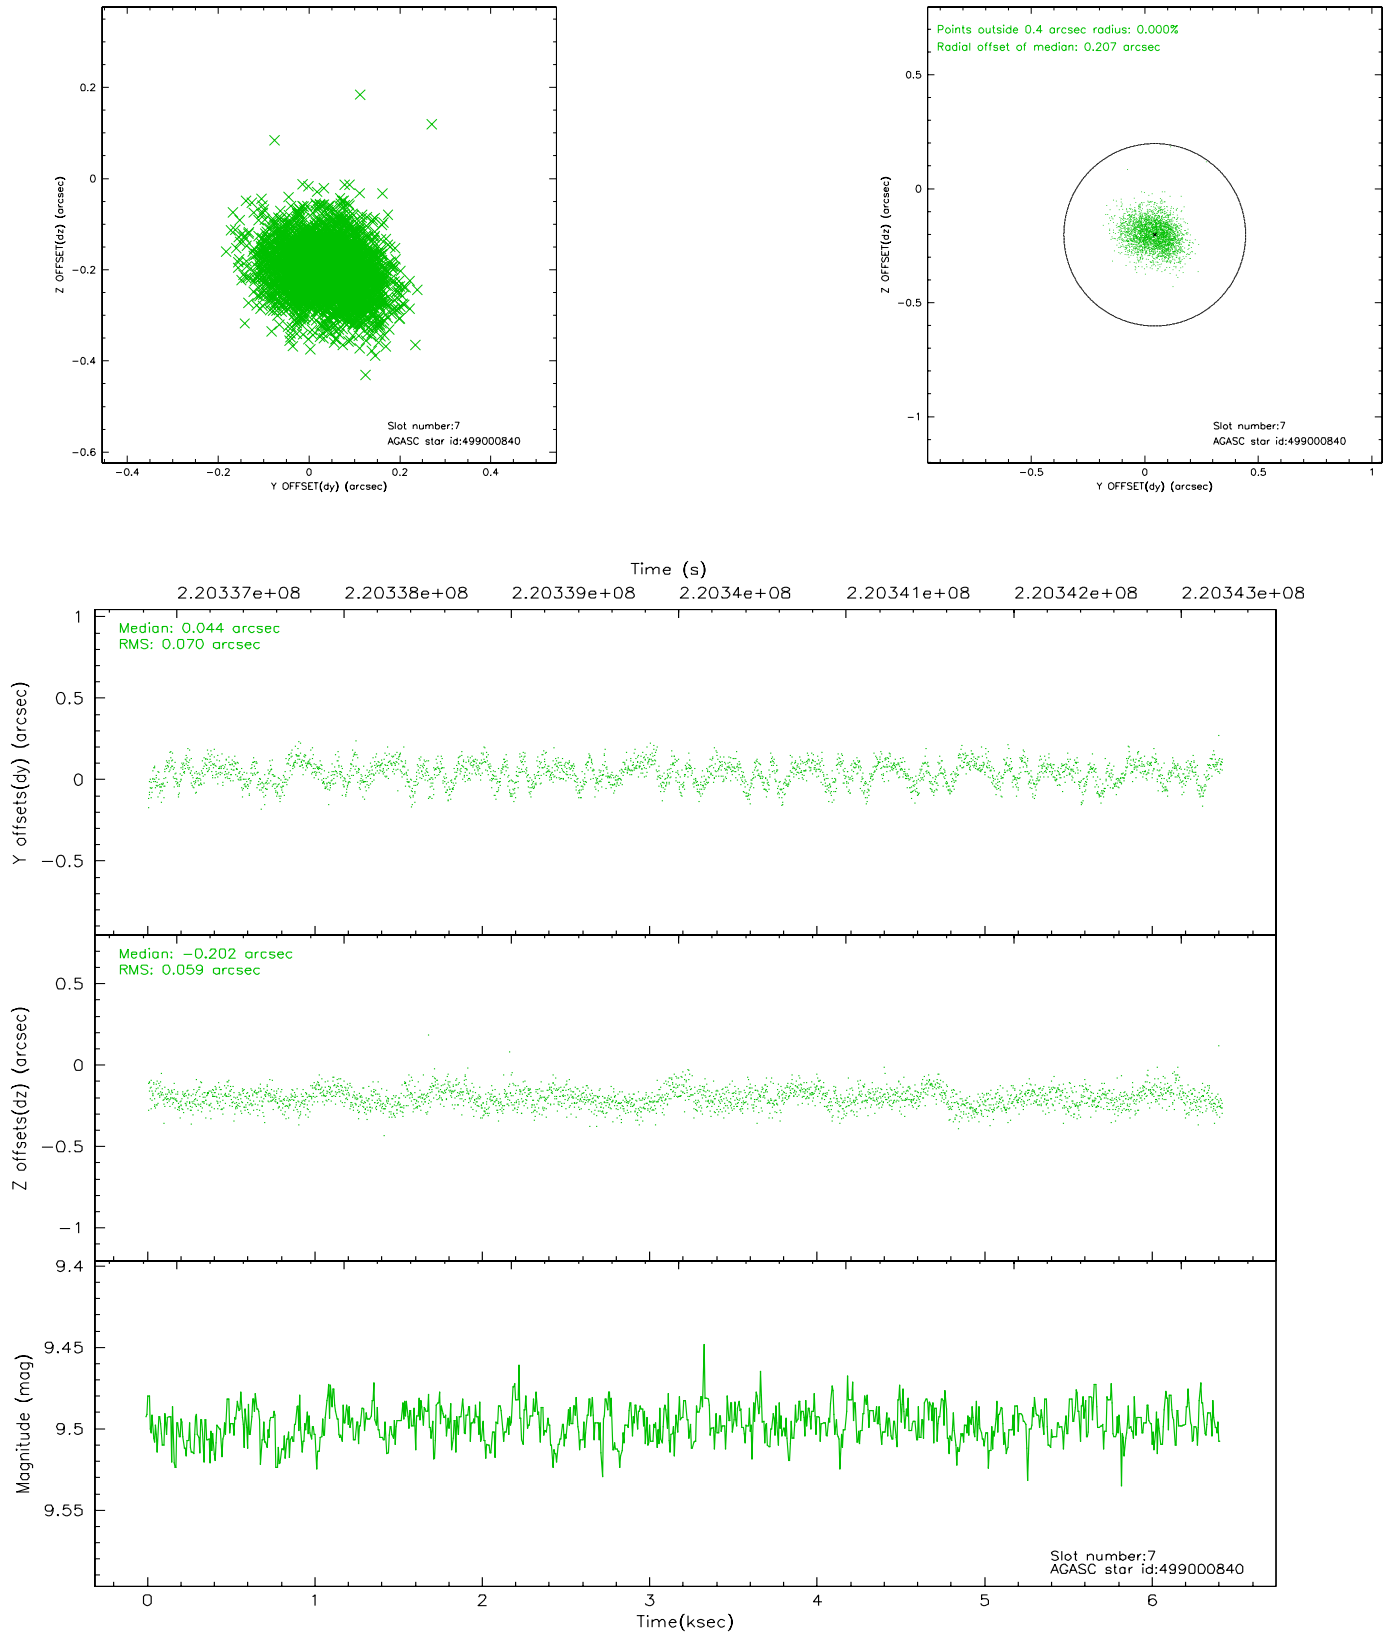 0.2
0
−0.2
−0.4
−0.6
Z OFFSET(dz) (arcsec)
Slot number:7
AGASC star id:499000840
−0.4 −0.2 0 0.2 0.4
Y OFFSET(dy) (arcsec)
Points outside 0.4 arcsec radius: 0.000%
Radial offset of median: 0.207 arcsec
0.5
0
−0.5
−1
Z OFFSET(dz) (arcsec)
Slot number:7
AGASC star id:499000840
−0.5 0 0.5 1
Y OFFSET(dy) (arcsec)
Time (s)
2.20337e+08 2.20338e+08 2.20339e+08 2.2034e+08 2.20341e+08 2.20342e+08 2.20343e+08
Median: 0.044 arcsec
RMS: 0.070 arcsec
1
0.5
0
−0.5
Y offsets(dy) (arcsec)
Median: −0.202 arcsec
RMS: 0.059 arcsec
0.5
0
−0.5
−1
Z offsets(dz) (arcsec)
9.4
9.45
9.5
9.55
Magnitude (mag)
Slot number:7
AGASC star id:499000840
0 1 2 3 4 5 6
Time(ksec)